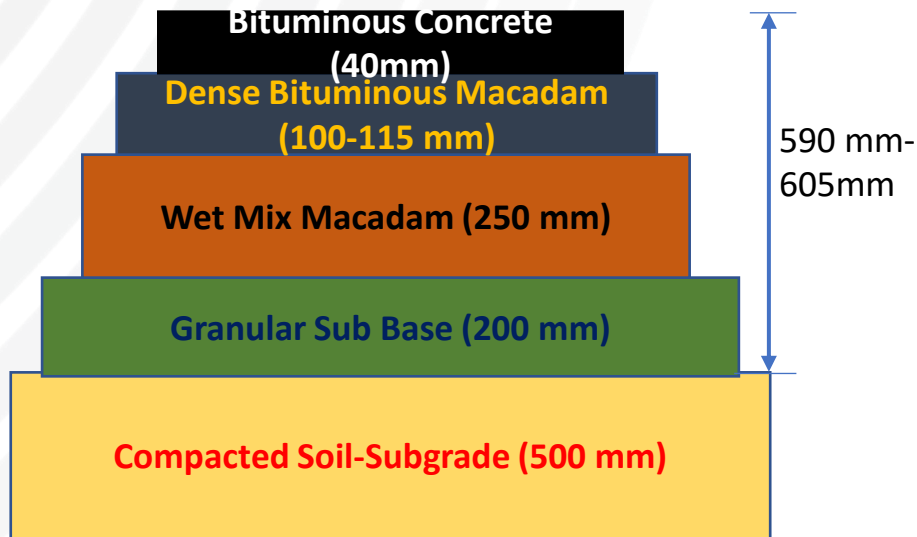 Bituminous Concrete
(40mm)
Dense Bituminous Macadam
(100-115 mm)
590 mm-
605mm
Wet Mix Macadam (250 mm)
Granular Sub Base (200 mm)
Compacted Soil-Subgrade (500 mm)